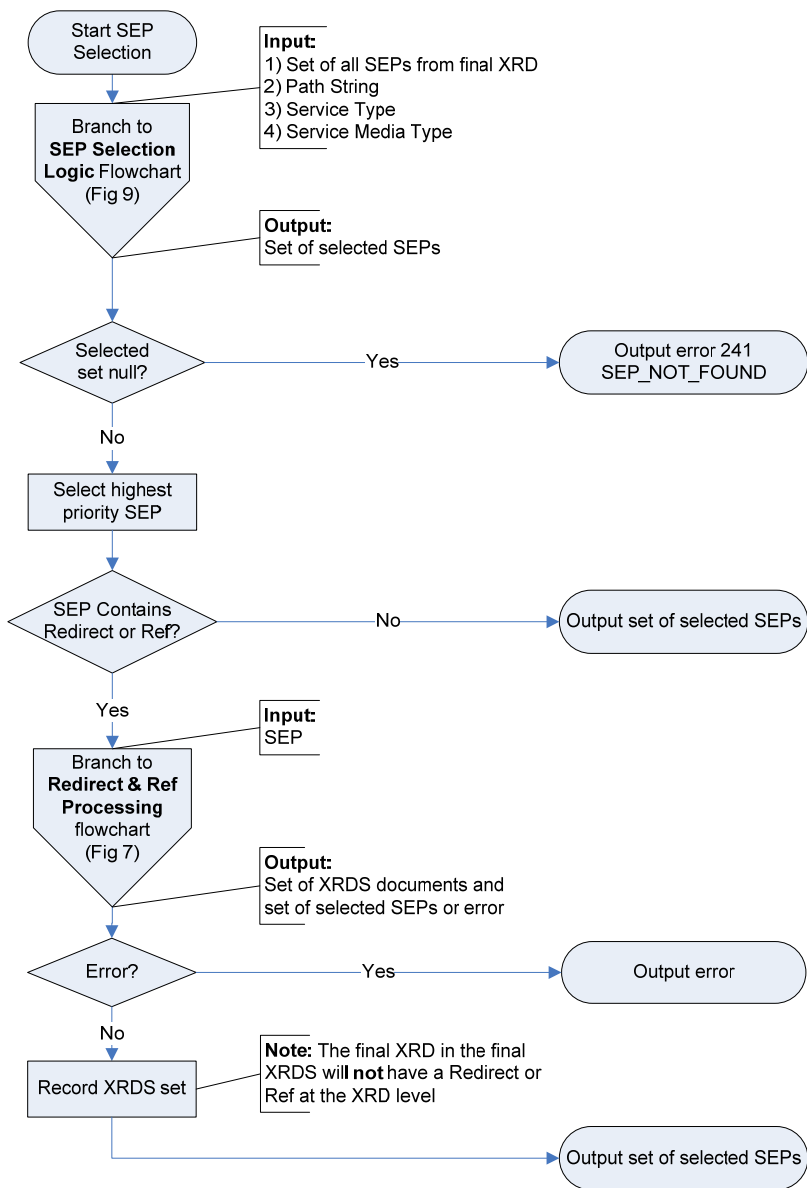 Start SEP
Selection
Input:
1) Set of all SEPs from final XRD
2) Path String
3) Service Type
4) Service Media Type
Branch to
SEP Selection
Logic Flowchart
(Fig 9)
Output:
Set of selected SEPs
Selected
set null?
Yes
Output error 241
SEP_NOT_FOUND
No
Select highest
priority SEP
SEP Contains
Redirect or Ref?
No
Output set of selected SEPs
Yes
Input:
SEP
Branch to
Redirect & Ref
Processing
flowchart
(Fig 7)
Output:
Set of XRDS documents and
set of selected SEPs or error
Error?
Yes
Output error
No
Record XRDS set
Note: The final XRD in the final
XRDS will not have a Redirect or
Ref at the XRD level
Output set of selected SEPs